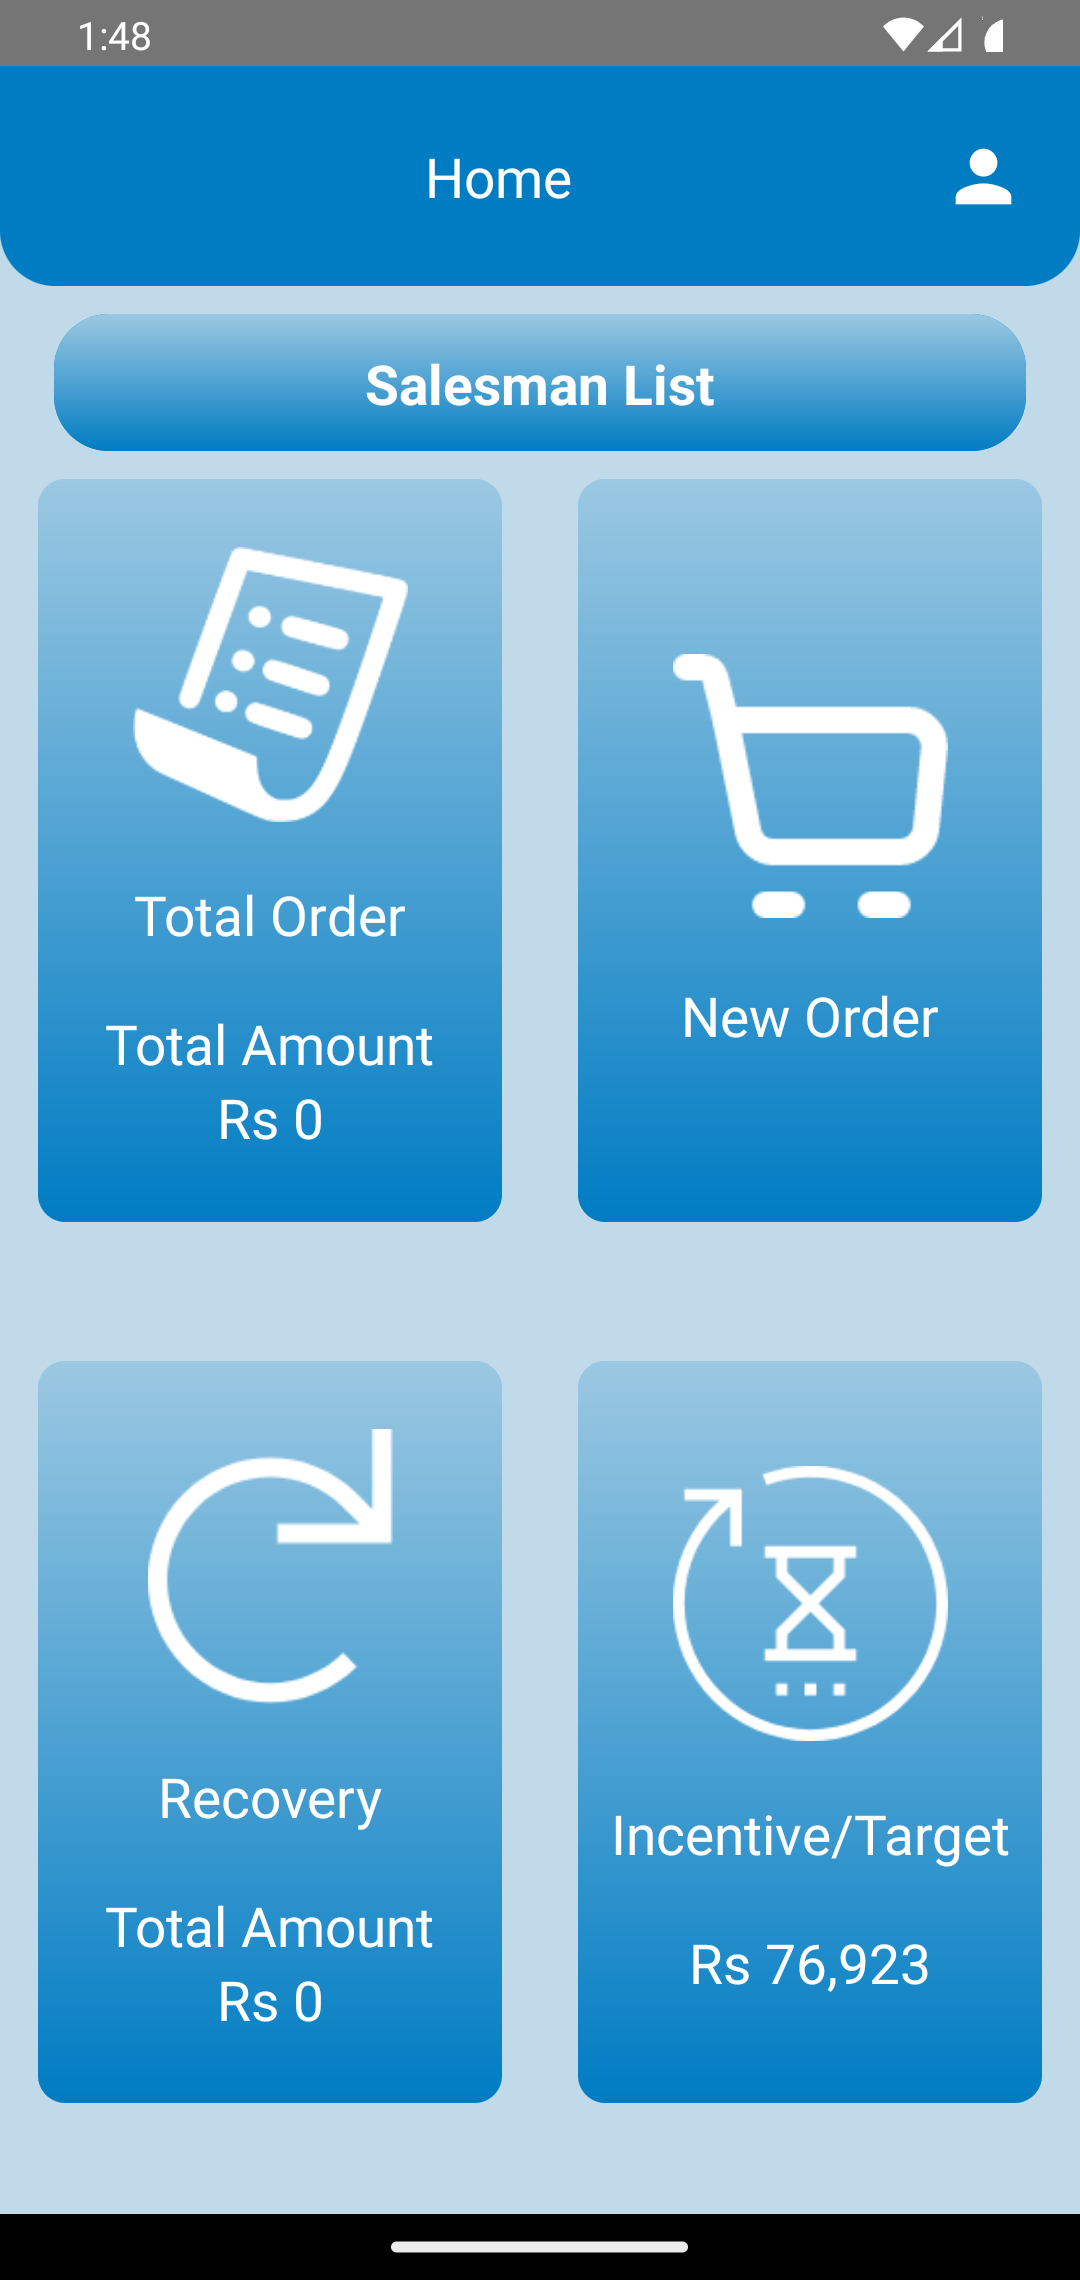 1:48
Home
Salesman List
Total Order
Total Amount
Rs 0
New Order
Recovery
Total Amount
Rs 0
Incentive/Target
Rs 76,923